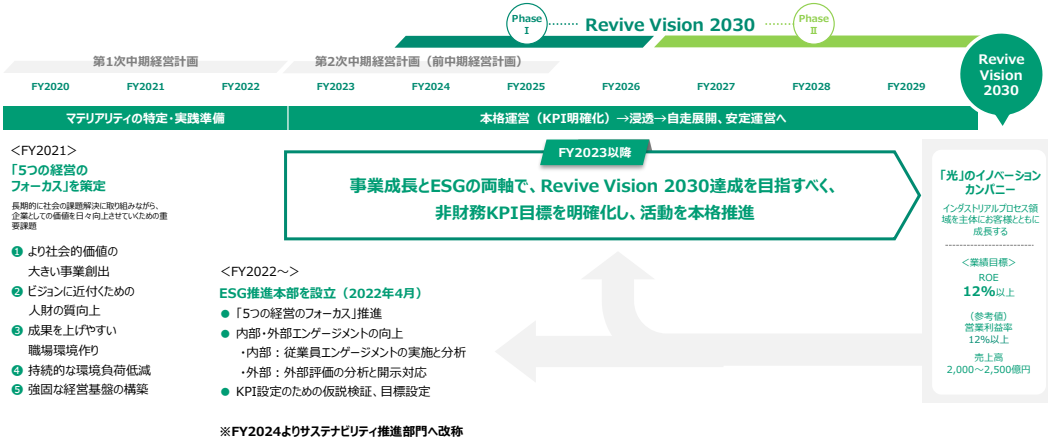 Phase
I
Revive Vision 2030
Phase
II
第1次中期経営計画
第2次中期経営計画（前中期経営計画）
FY2020
FY2021
FY2022
FY2023
FY2024
FY2025
FY2026
FY2027
FY2028
FY2029
Revive
Vision
2030
マテリアリティの特定・実践準備
本格運営（KPI明確化）→浸透→自走展開、安定運営へ
＜FY2021＞
「5つの経営の
フォーカス」を策定
長期的に社会の課題解決に取り組みながら、
企業としての価値を日々向上させていくための重
要課題
❶ より社会的価値の
大きい事業創出
❷ ビジョンに近付くための
人財の質向上
❸ 成果を上げやすい
職場環境作り
❹ 持続的な環境負荷低減
❺ 強固な経営基盤の構築
FY2023以降
事業成長とESGの両軸で、Revive Vision 2030達成を目指すべく、
非財務KPI目標を明確化し、活動を本格推進
＜FY2022～＞
ESG推進本部を設立（2022年4月）
● 「5つの経営のフォーカス」推進
● 内部・外部エンゲージメントの向上
・内部：従業員エンゲージメントの実施と分析
・外部：外部評価の分析と開示対応
● KPI設定のための仮説検証、目標設定
※FY2024よりサステナビリティ推進部門へ改称
「光」のイノベーション
カンパニー
インダストリアルプロセス領
域を主体にお客様とともに
成長する
＜業績目標＞
ROE
12%以上
（参考値）
営業利益率
12%以上
売上高
2,000～2,500億円